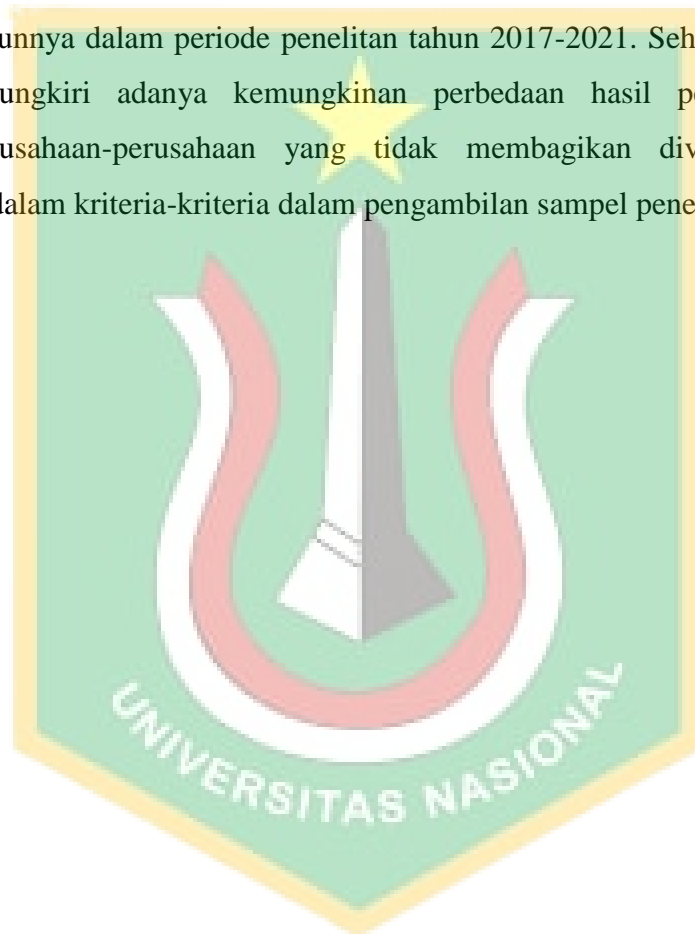 unnya dalam periode penelitan tahun 2017-2021. Seh
ungkiri adanya kemungkinan perbedaan hasil pe
usahaan-perusahaan yang tidak membagikan div
dalam kriteria-kriteria dalam pengambilan sampel pene
UNIVERSITAS NASIONAL